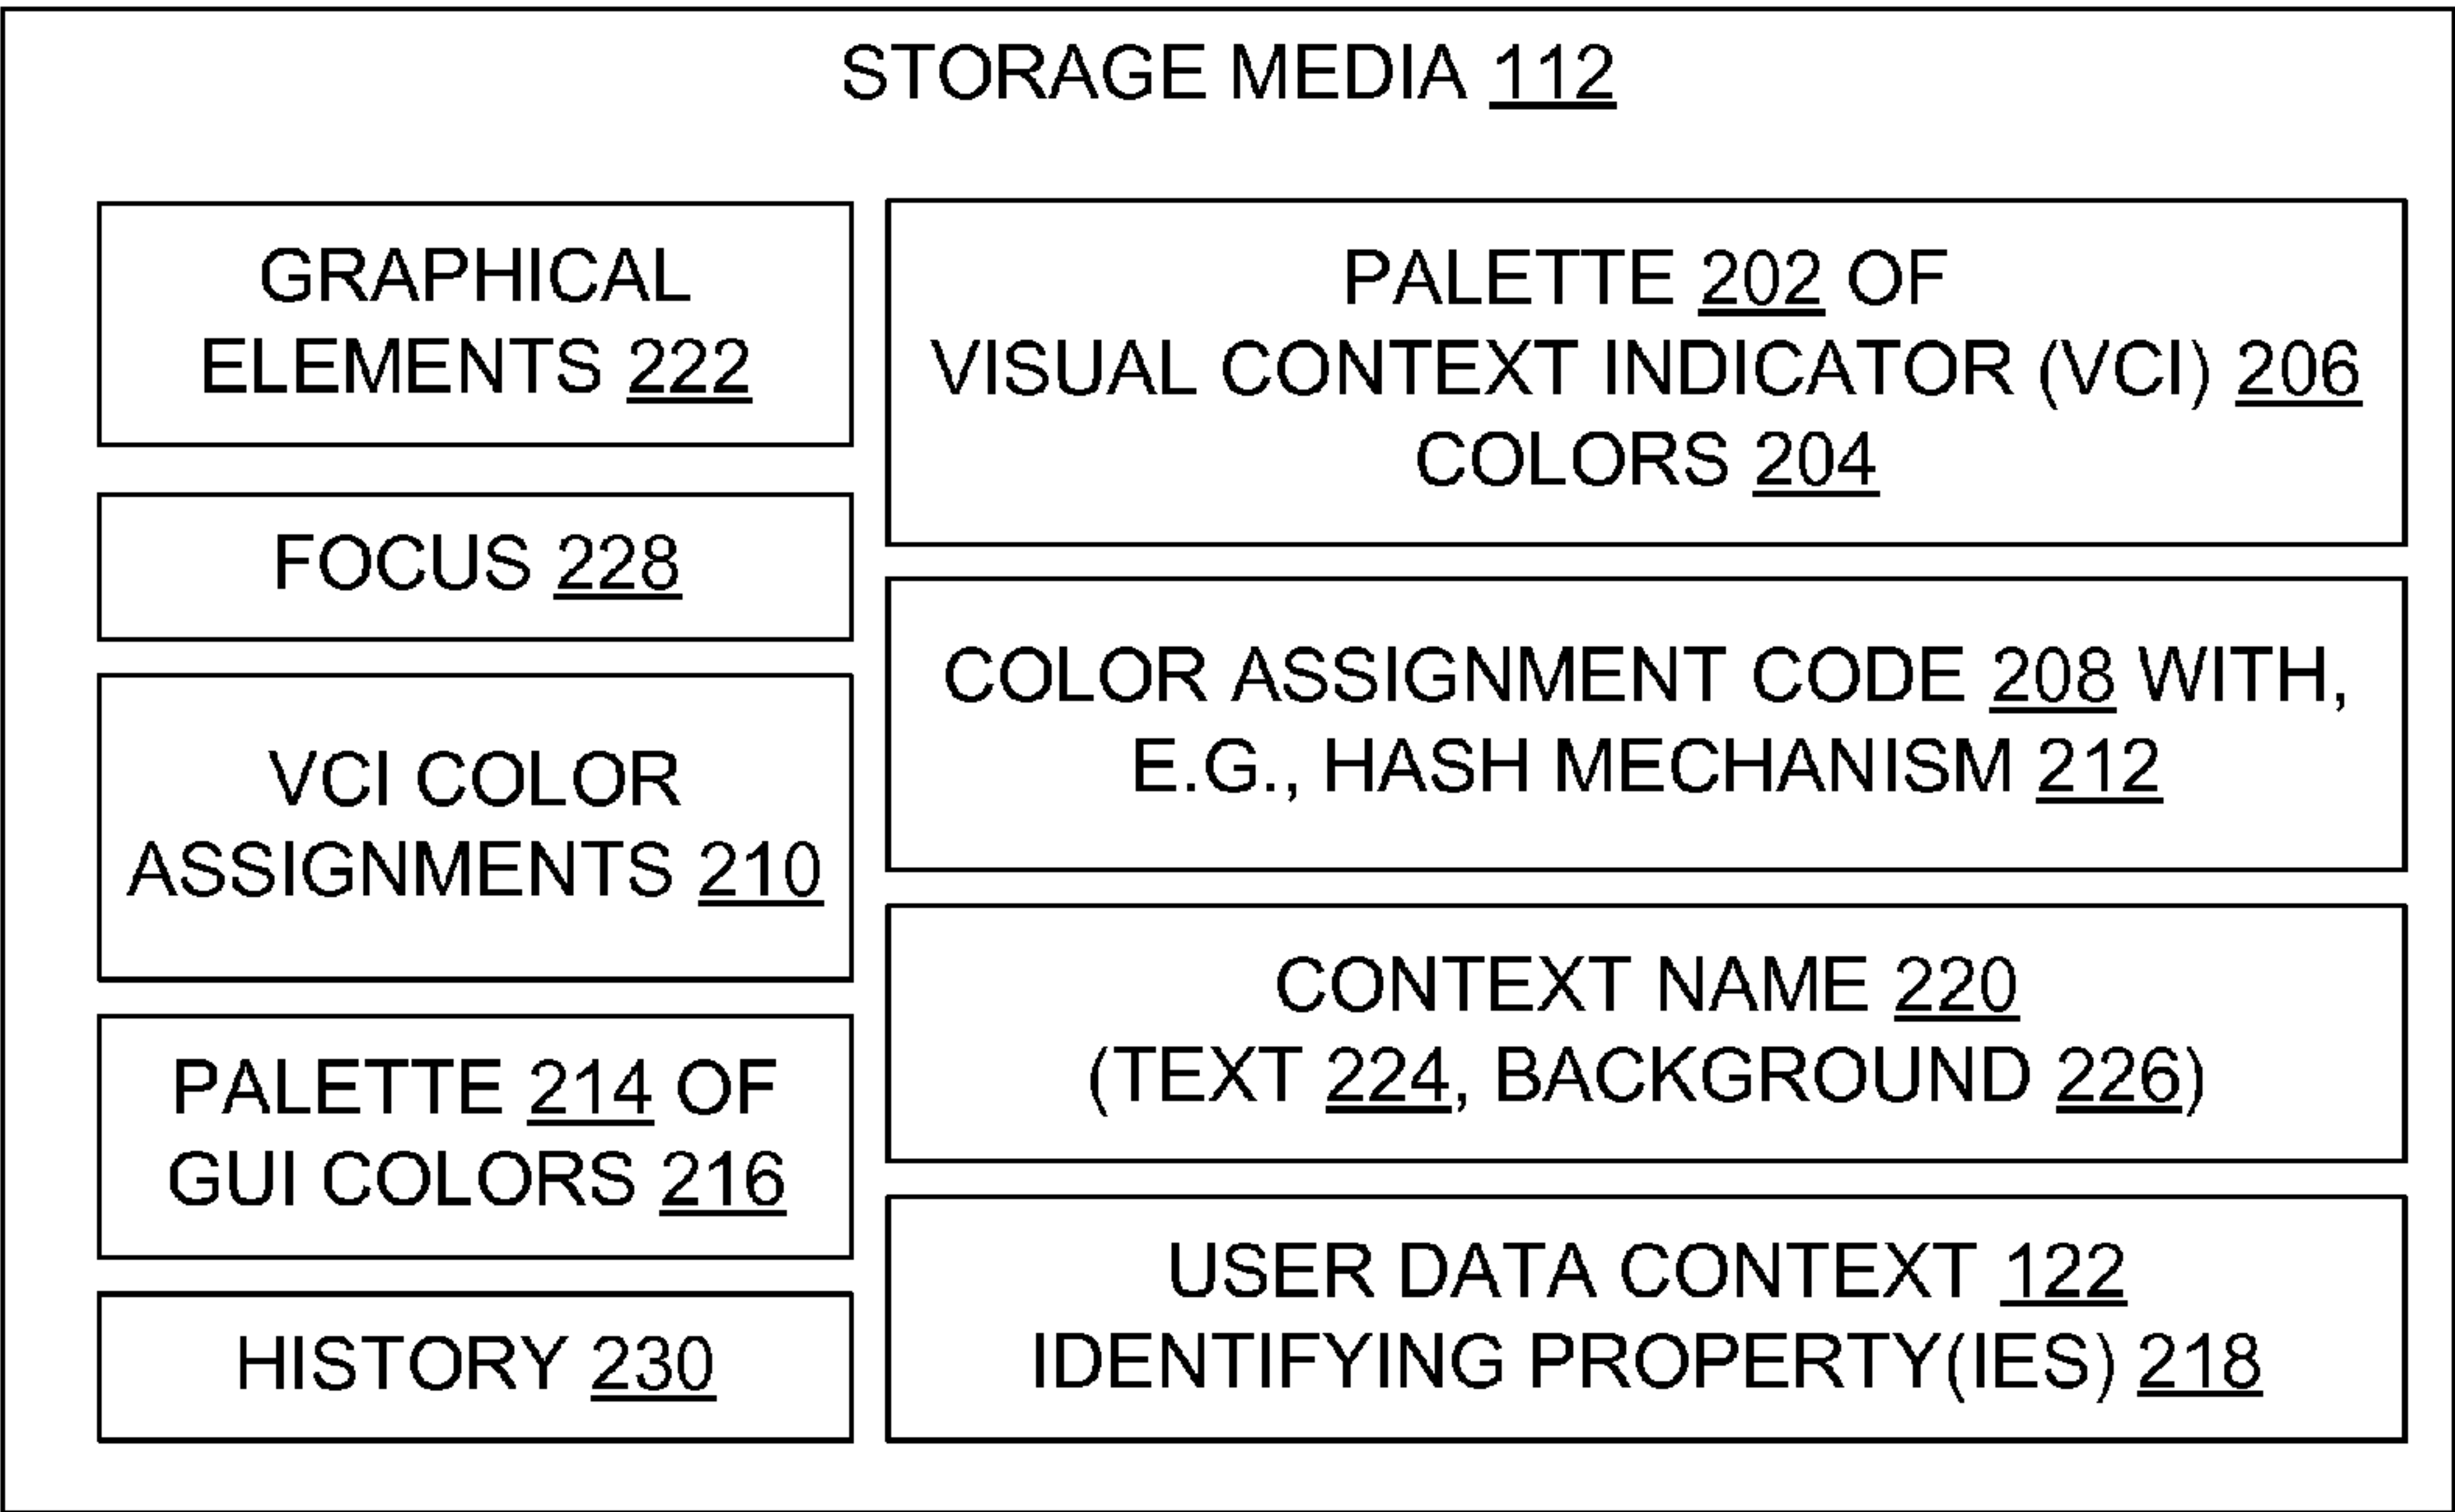 STORAGE MEDIA 112
GRAPHICAL
ELEMENTS 222
FOCUS 228
VCI COLOR
ASSIGNMENTS 210
PALETTE 214 OF
GUI COLORS 216
HISTORY 230
PALETTE 202 OF
VISUAL CONTEXT INDICATOR (VCI) 206
COLORS 204
COLOR ASSIGNMENT CODE 208 WITH,
E.G., HASH MECHANISM 212
CONTEXT NAME 220
(TEXT 224, BACKGROUND 226)
USER DATA CONTEXT 122
IDENTIFYING PROPERTY(IES) 218